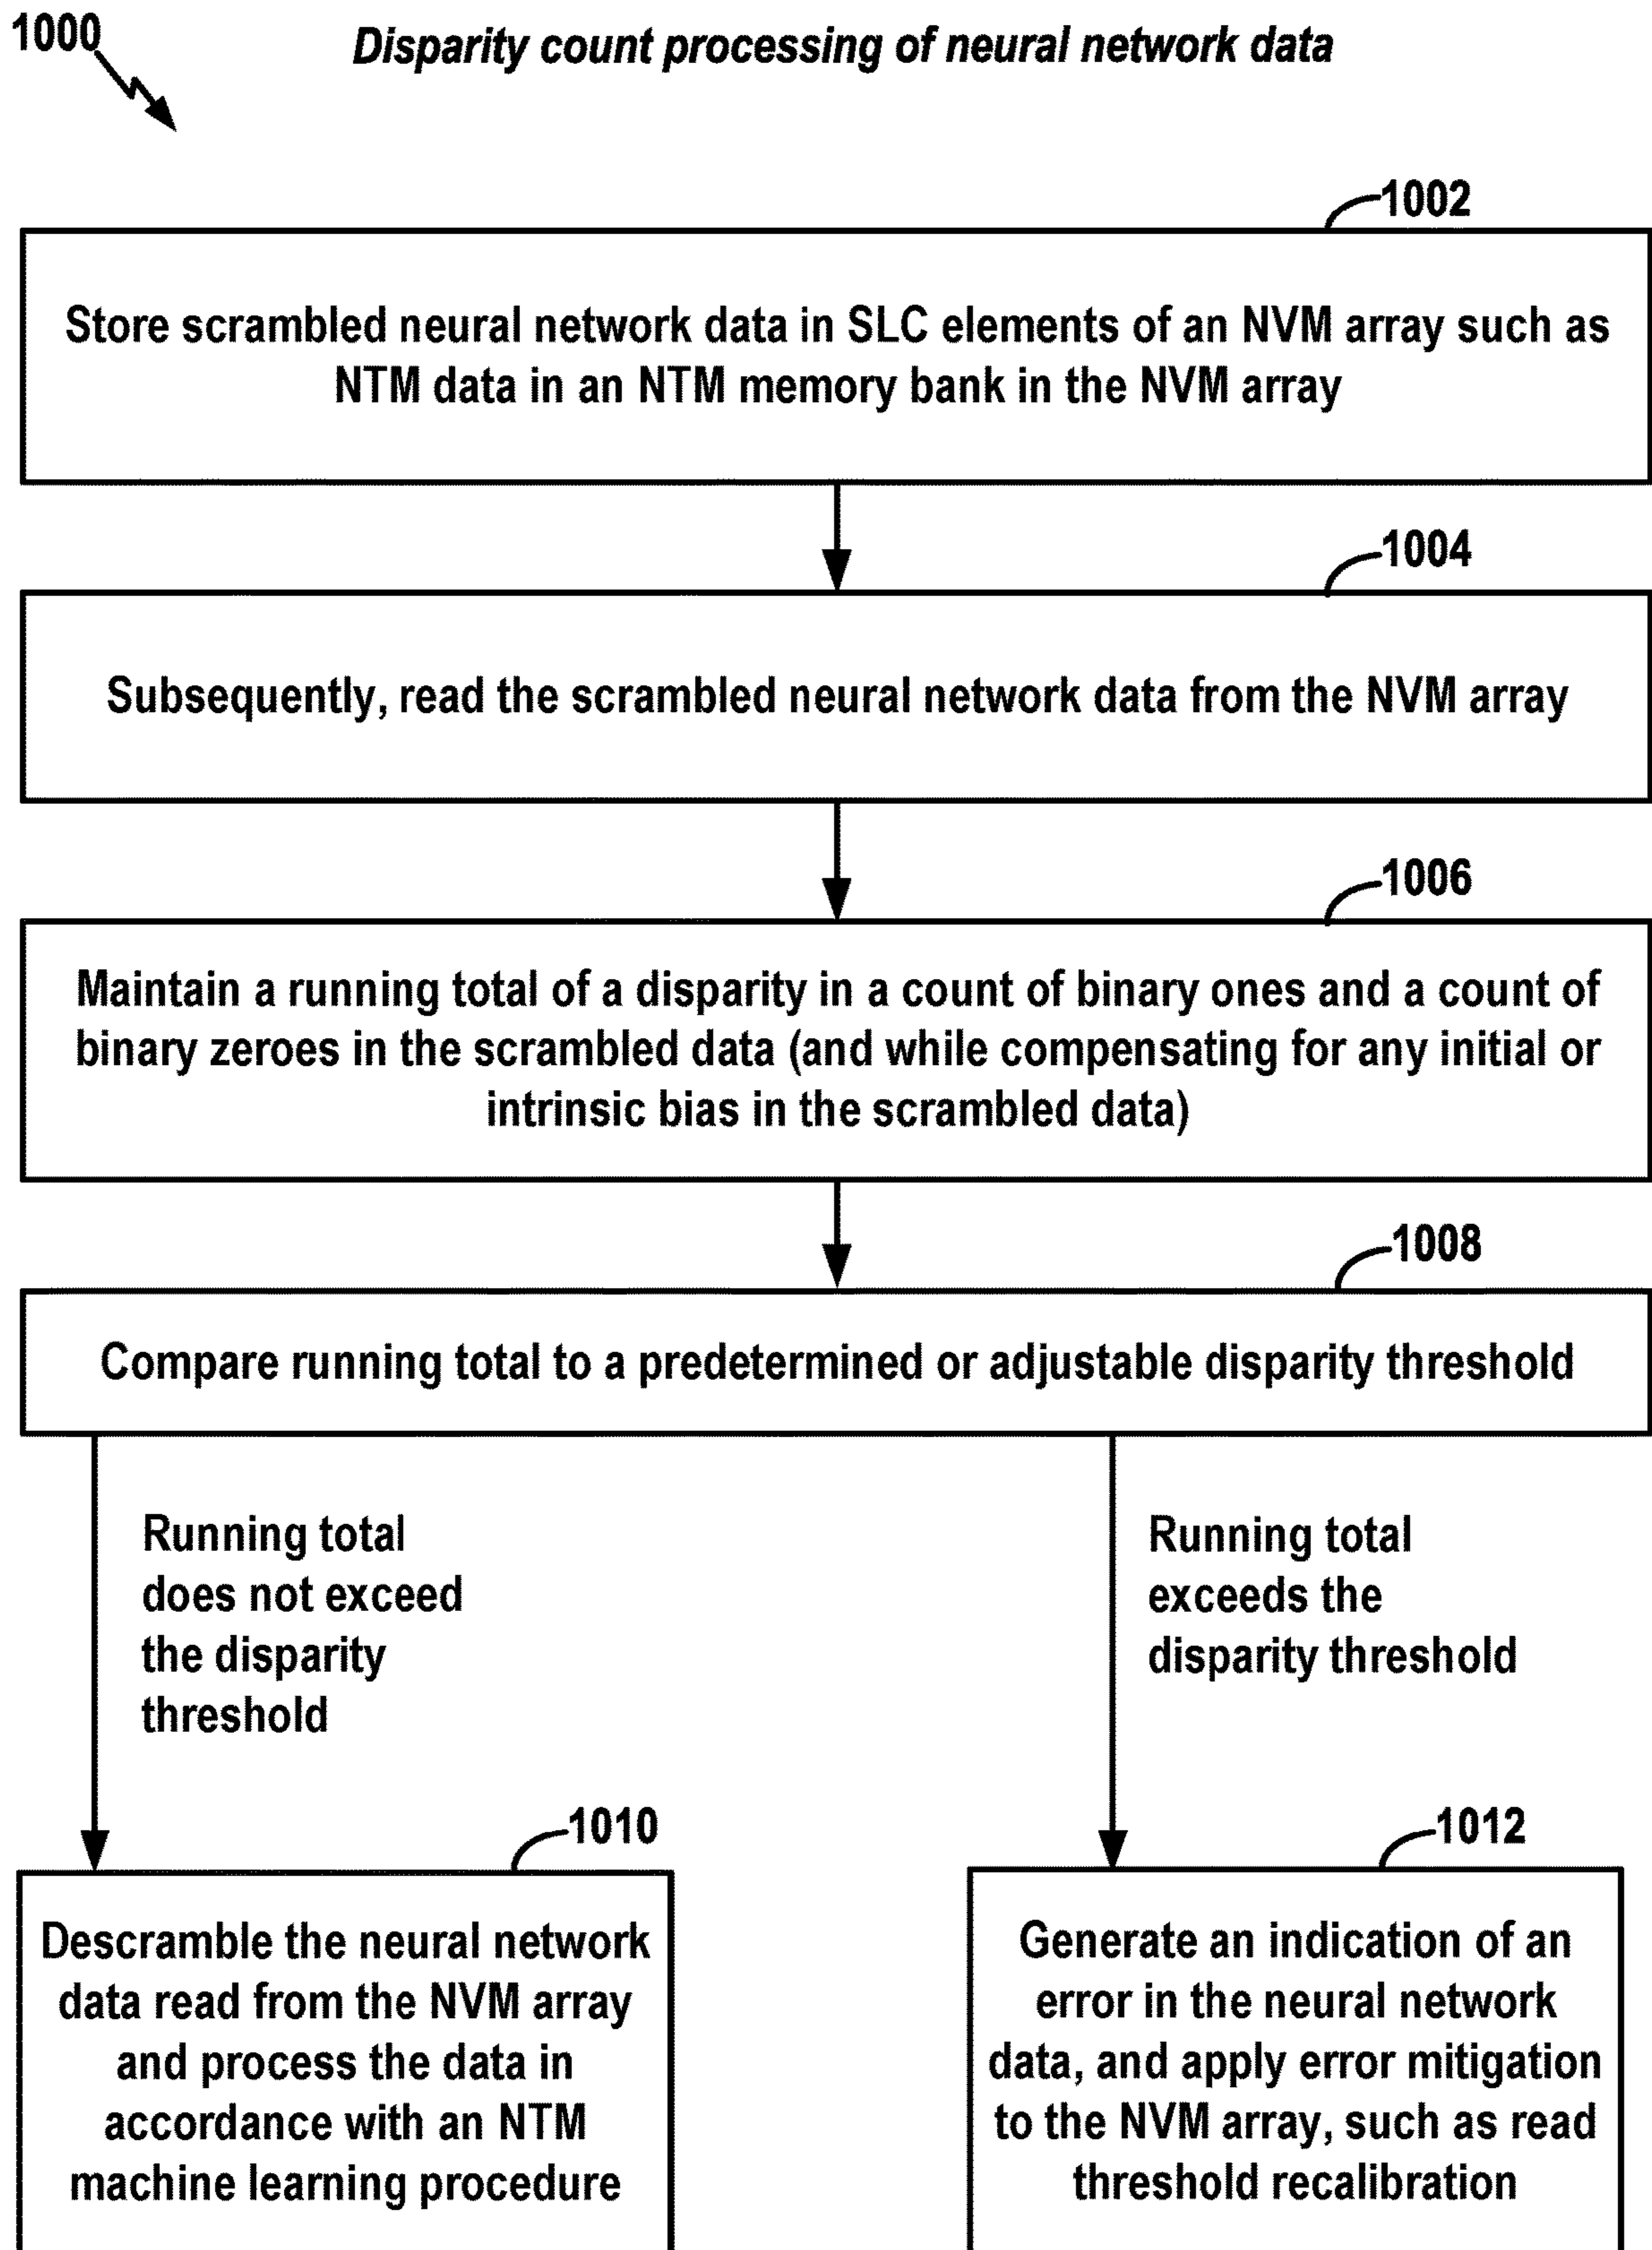 1000
Disparity count processing of neural network data
1002
Store scrambled neural network data in SLC elements of an NVM array such as
NTM data in an NTM memory bank in the NVM array
1004
Subsequently, read the scrambled neural network data from the NVM array
1006
Maintain a running total of a disparity in a count of binary ones and a count of
binary zeroes in the scrambled data (and while compensating for any initial or
intrinsic bias in the scrambled data)
1008
Compare running total to a predetermined or adjustable disparity threshold
Running total
does not exceed
the disparity
threshold
Running total
exceeds the
disparity threshold
1010
Descramble the neural network
data read from the NVM array
and process the data in
accordance with an NTM
machine learning procedure
1012
Generate an indication of an
error in the neural network
data, and apply error mitigation
to the NVM array, such as read
threshold recalibration